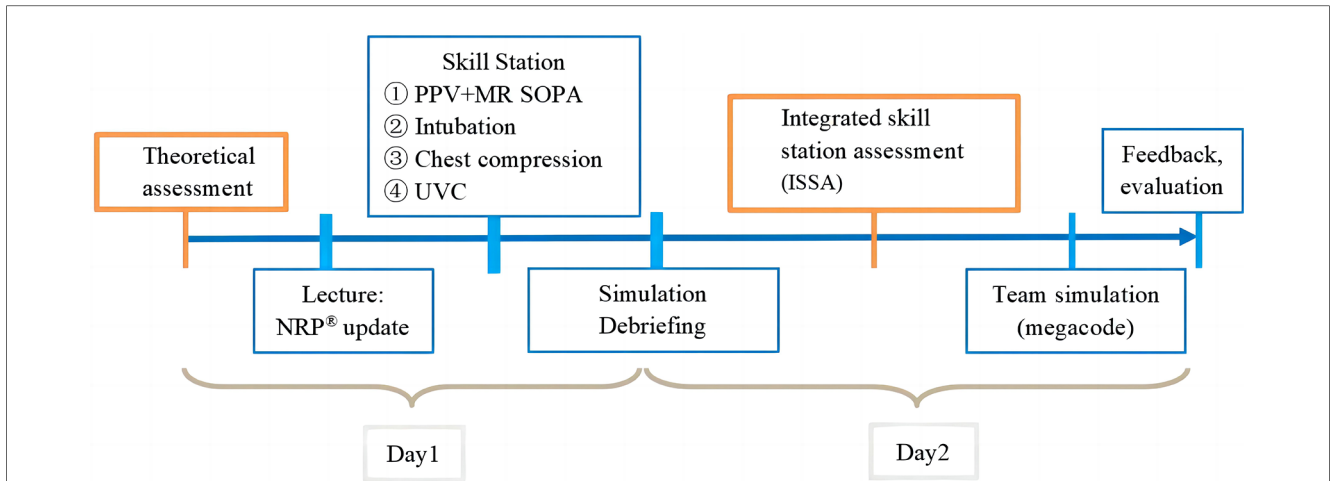 Theoretical
assessment
Lecture:
NRP® update
Skill Station
① PPV+MR SOPA
② Intubation
③ Chest compression
④ UVC
Simulation
Debriefing
Integrated skill
station assessment
(ISSA)
Team simulation
(megacode)
Feedback,
evaluation
Day1
Day2